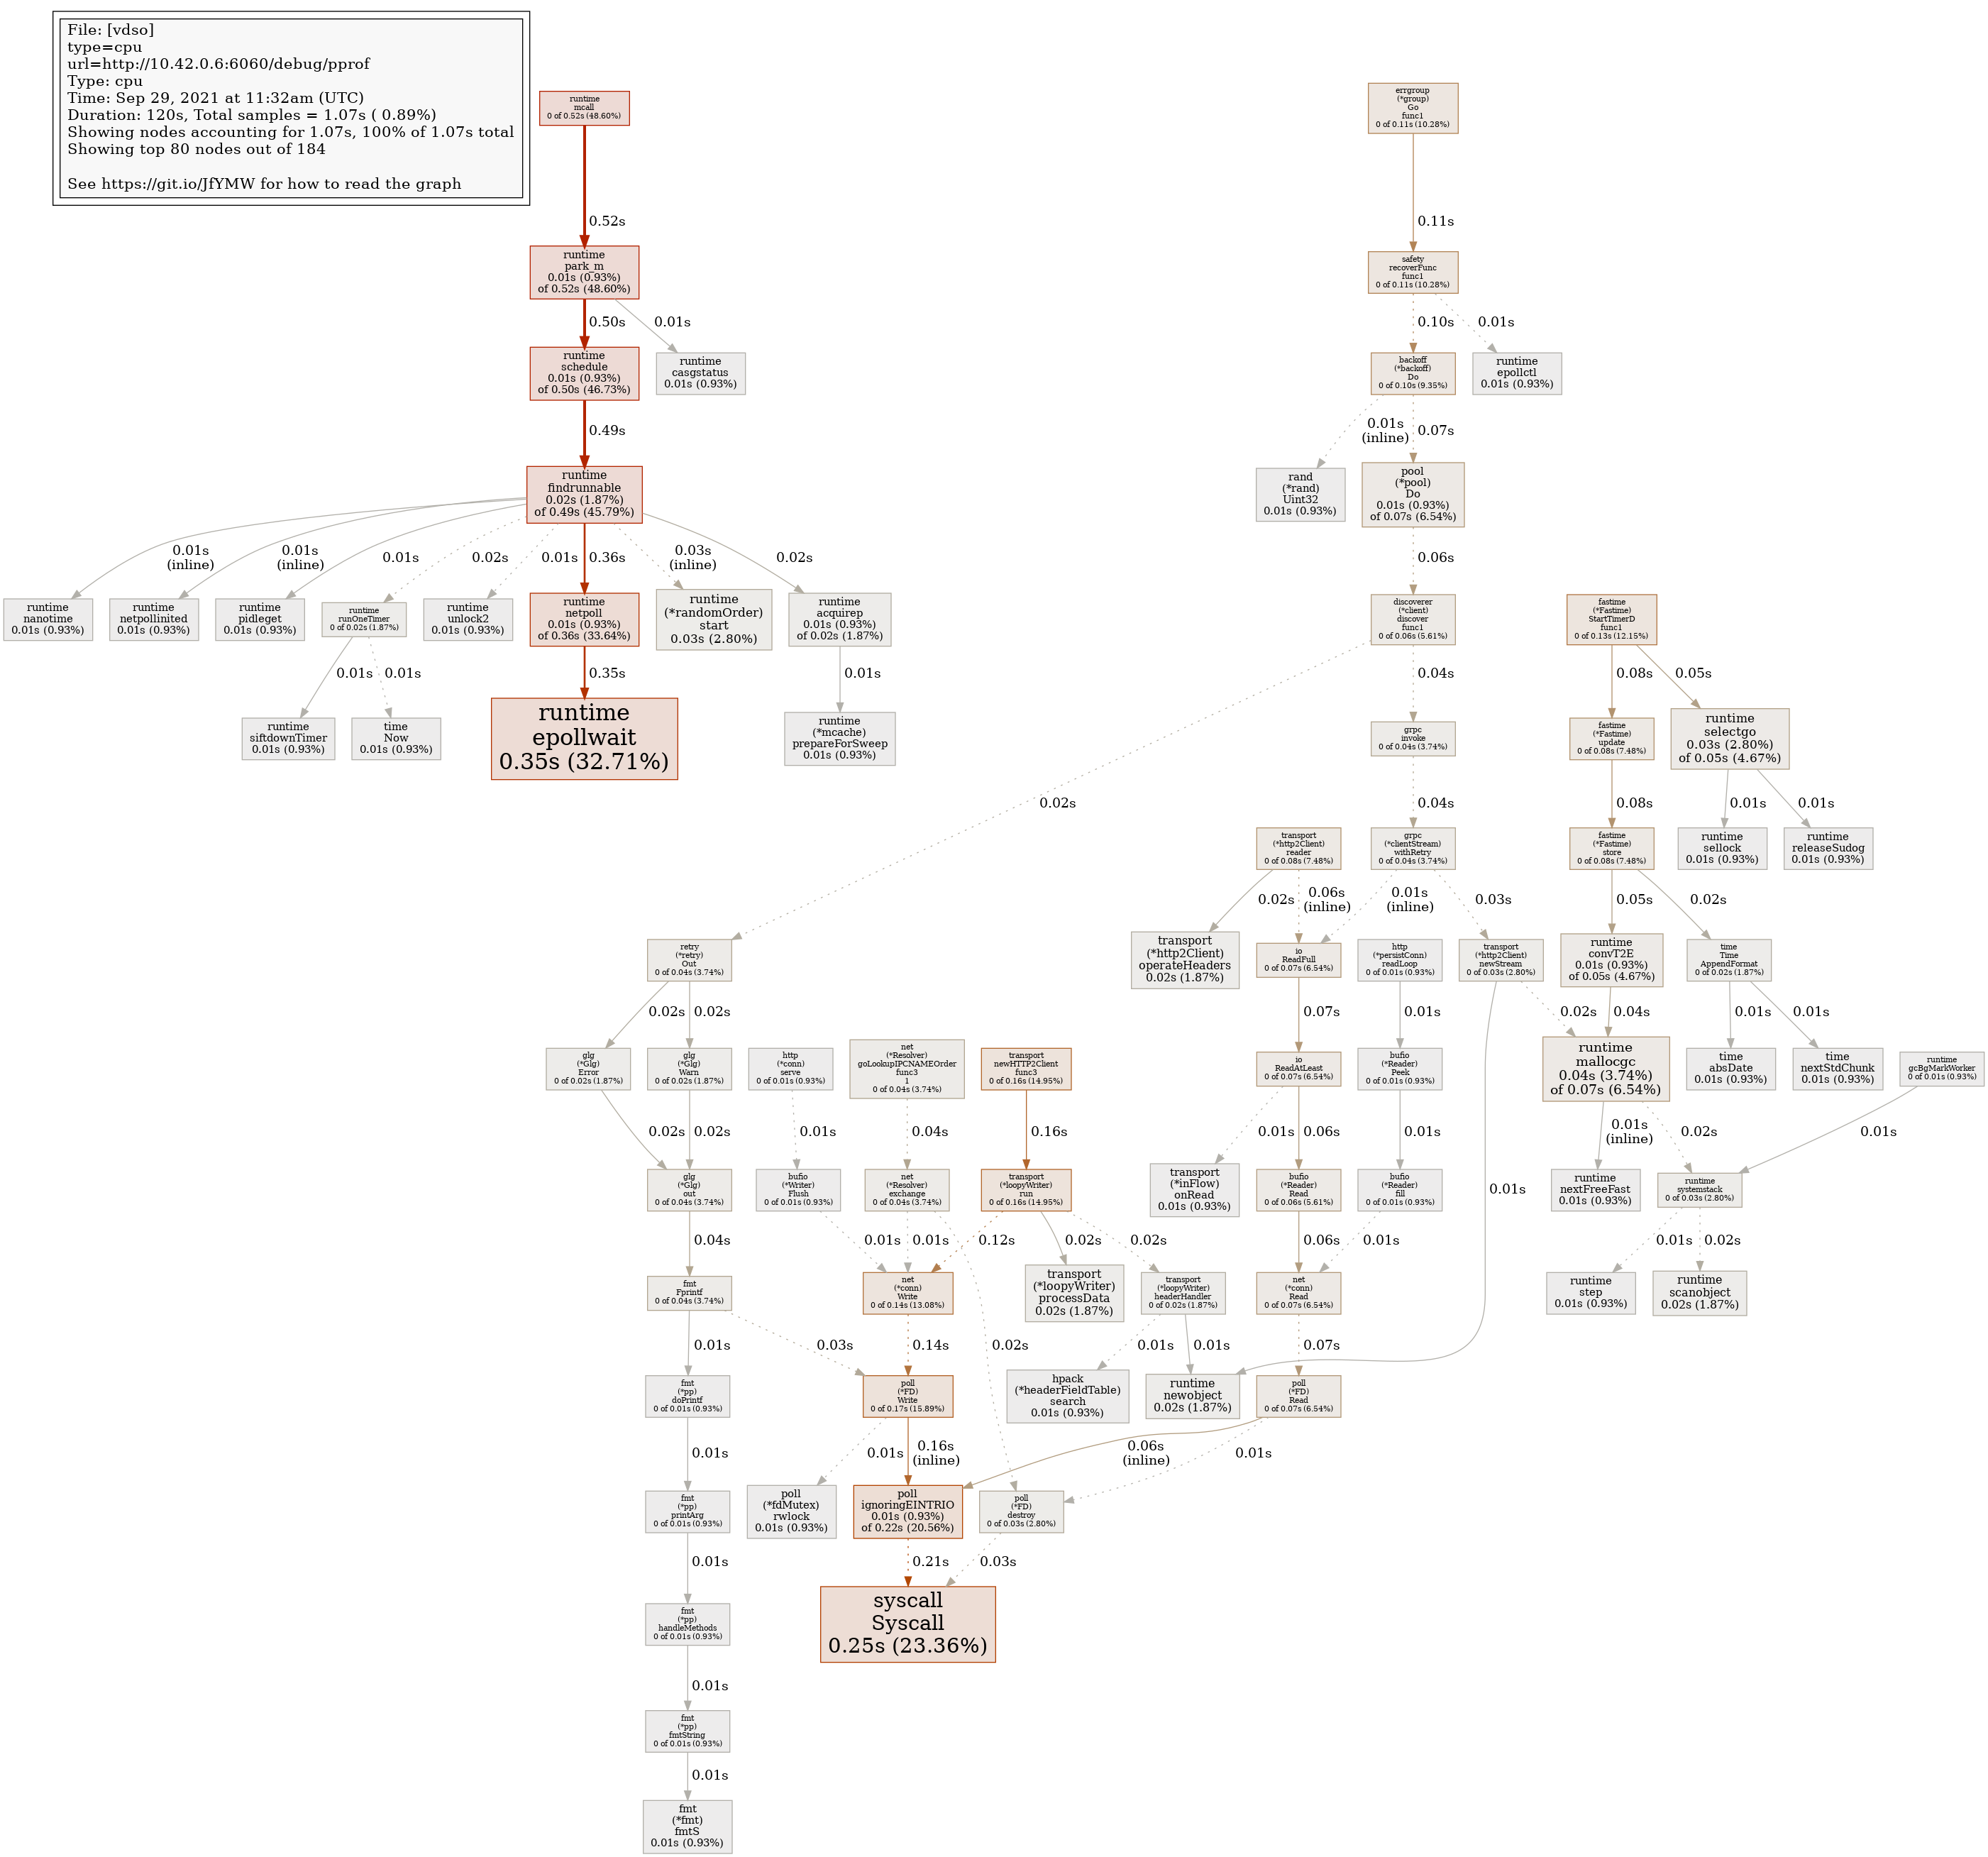 File: [vdso]
type=cpu
url=http://10.42.0.6:6060/debug/pprof
Type: cpu
Time: Sep 29, 2021 at 11:32am (UTC)
Duration: 120s, Total samples = 1.07s ( 0.89%)
Showing nodes accounting for 1.07s, 100% of 1.07s total
Showing top 80 nodes out of 184
See https://git.io/JfYMW for how to read the graph
runtime
mcall
0 of 0.52s (48.60%)
errgroup
(*group)
Go
func1
0 of 0.11s (10.28%)
0.52s
0.11s
runtime
park_m
0.01s (0.93%)
of 0.52s (48.60%)
safety
recoverFunc
func1
0 of 0.11s (10.28%)
0.50s
0.01s
0.10s
0.01s
runtime
schedule
0.01s (0.93%)
of 0.50s (46.73%)
runtime
casgstatus
0.01s (0.93%)
backoff
(*backoff)
Do
0 of 0.10s (9.35%)
runtime
epollctl
0.01s (0.93%)
0.49s
0.01s
(inline)
0.07s
runtime
findrunnable
0.02s (1.87%)
of 0.49s (45.79%)
rand
(*rand)
Uint32
0.01s (0.93%)
pool
(*pool)
Do
0.01s (0.93%)
of 0.07s (6.54%)
0.01s
(inline)
0.01s
(inline)
0.01s
0.02s
0.01s
0.36s
0.03s
(inline)
0.02s
0.06s
runtime
nanotime
0.01s (0.93%)
runtime
netpollinited
0.01s (0.93%)
runtime
pidleget
0.01s (0.93%)
runtime
runOneTimer
0 of 0.02s (1.87%)
runtime
unlock2
0.01s (0.93%)
runtime
netpoll
0.01s (0.93%)
of 0.36s (33.64%)
runtime
(*randomOrder)
start
0.03s (2.80%)
runtime
acquirep
0.01s (0.93%)
of 0.02s (1.87%)
discoverer
(*client)
discover
func1
0 of 0.06s (5.61%)
fastime
(*Fastime)
StartTimerD
func1
0 of 0.13s (12.15%)
0.01s
0.01s
0.35s
0.01s
0.04s
0.08s
0.05s
runtime
siftdownTimer
0.01s (0.93%)
time
Now
0.01s (0.93%)
runtime
epollwait
0.35s (32.71%)
runtime
(*mcache)
prepareForSweep
0.01s (0.93%)
grpc
invoke
0 of 0.04s (3.74%)
fastime
(*Fastime)
update
0 of 0.08s (7.48%)
runtime
selectgo
0.03s (2.80%)
of 0.05s (4.67%)
0.02s
0.04s
0.08s
0.01s
0.01s
transport
(*http2Client)
reader
0 of 0.08s (7.48%)
grpc
(*clientStream)
withRetry
0 of 0.04s (3.74%)
fastime
(*Fastime)
store
0 of 0.08s (7.48%)
runtime
sellock
0.01s (0.93%)
runtime
releaseSudog
0.01s (0.93%)
0.02s
0.06s
(inline)
0.01s
(inline)
0.03s
0.05s
0.02s
retry
(*retry)
Out
0 of 0.04s (3.74%)
transport
(*http2Client)
operateHeaders
0.02s (1.87%)
io
ReadFull
0 of 0.07s (6.54%)
http
(*persistConn)
readLoop
0 of 0.01s (0.93%)
transport
(*http2Client)
newStream
0 of 0.03s (2.80%)
runtime
convT2E
0.01s (0.93%)
of 0.05s (4.67%)
time
Time
AppendFormat
0 of 0.02s (1.87%)
0.02s
0.02s
0.07s
0.01s
0.02s
0.04s
0.01s
0.01s
glg
(*Glg)
Error
0 of 0.02s (1.87%)
glg
(*Glg)
Warn
0 of 0.02s (1.87%)
http
(*conn)
serve
0 of 0.01s (0.93%)
net
(*Resolver)
goLookupIPCNAMEOrder
func3
1
0 of 0.04s (3.74%)
transport
newHTTP2Client
func3
0 of 0.16s (14.95%)
io
ReadAtLeast
0 of 0.07s (6.54%)
bufio
(*Reader)
Peek
0 of 0.01s (0.93%)
runtime
mallocgc
0.04s (3.74%)
of 0.07s (6.54%)
time
absDate
0.01s (0.93%)
time
nextStdChunk
0.01s (0.93%)
runtime
gcBgMarkWorker
0 of 0.01s (0.93%)
0.02s
0.02s
0.01s
0.04s
0.16s
0.01s
0.06s
0.01s
0.01s
(inline)
0.02s
0.01s
glg
(*Glg)
out
0 of 0.04s (3.74%)
bufio
(*Writer)
Flush
0 of 0.01s (0.93%)
net
(*Resolver)
exchange
0 of 0.04s (3.74%)
transport
(*loopyWriter)
run
0 of 0.16s (14.95%)
transport
(*inFlow)
onRead
0.01s (0.93%)
bufio
(*Reader)
Read
0 of 0.06s (5.61%)
bufio
(*Reader)
fill
0 of 0.01s (0.93%)
0.01s
runtime
nextFreeFast
0.01s (0.93%)
runtime
systemstack
0 of 0.03s (2.80%)
0.04s
0.01s
0.01s
0.12s
0.02s
0.02s
0.06s
0.01s
0.01s
0.02s
fmt
Fprintf
0 of 0.04s (3.74%)
net
(*conn)
Write
0 of 0.14s (13.08%)
transport
(*loopyWriter)
processData
0.02s (1.87%)
transport
(*loopyWriter)
headerHandler
0 of 0.02s (1.87%)
net
(*conn)
Read
0 of 0.07s (6.54%)
runtime
step
0.01s (0.93%)
runtime
scanobject
0.02s (1.87%)
0.01s
0.03s
0.14s
0.02s
0.01s
0.01s
0.07s
fmt
(*pp)
doPrintf
0 of 0.01s (0.93%)
poll
(*FD)
Write
0 of 0.17s (15.89%)
hpack
(*headerFieldTable)
search
0.01s (0.93%)
runtime
newobject
0.02s (1.87%)
poll
(*FD)
Read
0 of 0.07s (6.54%)
0.01s
0.01s
0.16s
(inline)
0.06s
(inline)
0.01s
fmt
(*pp)
printArg
0 of 0.01s (0.93%)
poll
(*fdMutex)
rwlock
0.01s (0.93%)
poll
ignoringEINTRIO
0.01s (0.93%)
of 0.22s (20.56%)
poll
(*FD)
destroy
0 of 0.03s (2.80%)
0.01s
0.21s
0.03s
fmt
(*pp)
handleMethods
0 of 0.01s (0.93%)
syscall
Syscall
0.25s (23.36%)
0.01s
fmt
(*pp)
fmtString
0 of 0.01s (0.93%)
0.01s
fmt
(*fmt)
fmtS
0.01s (0.93%)